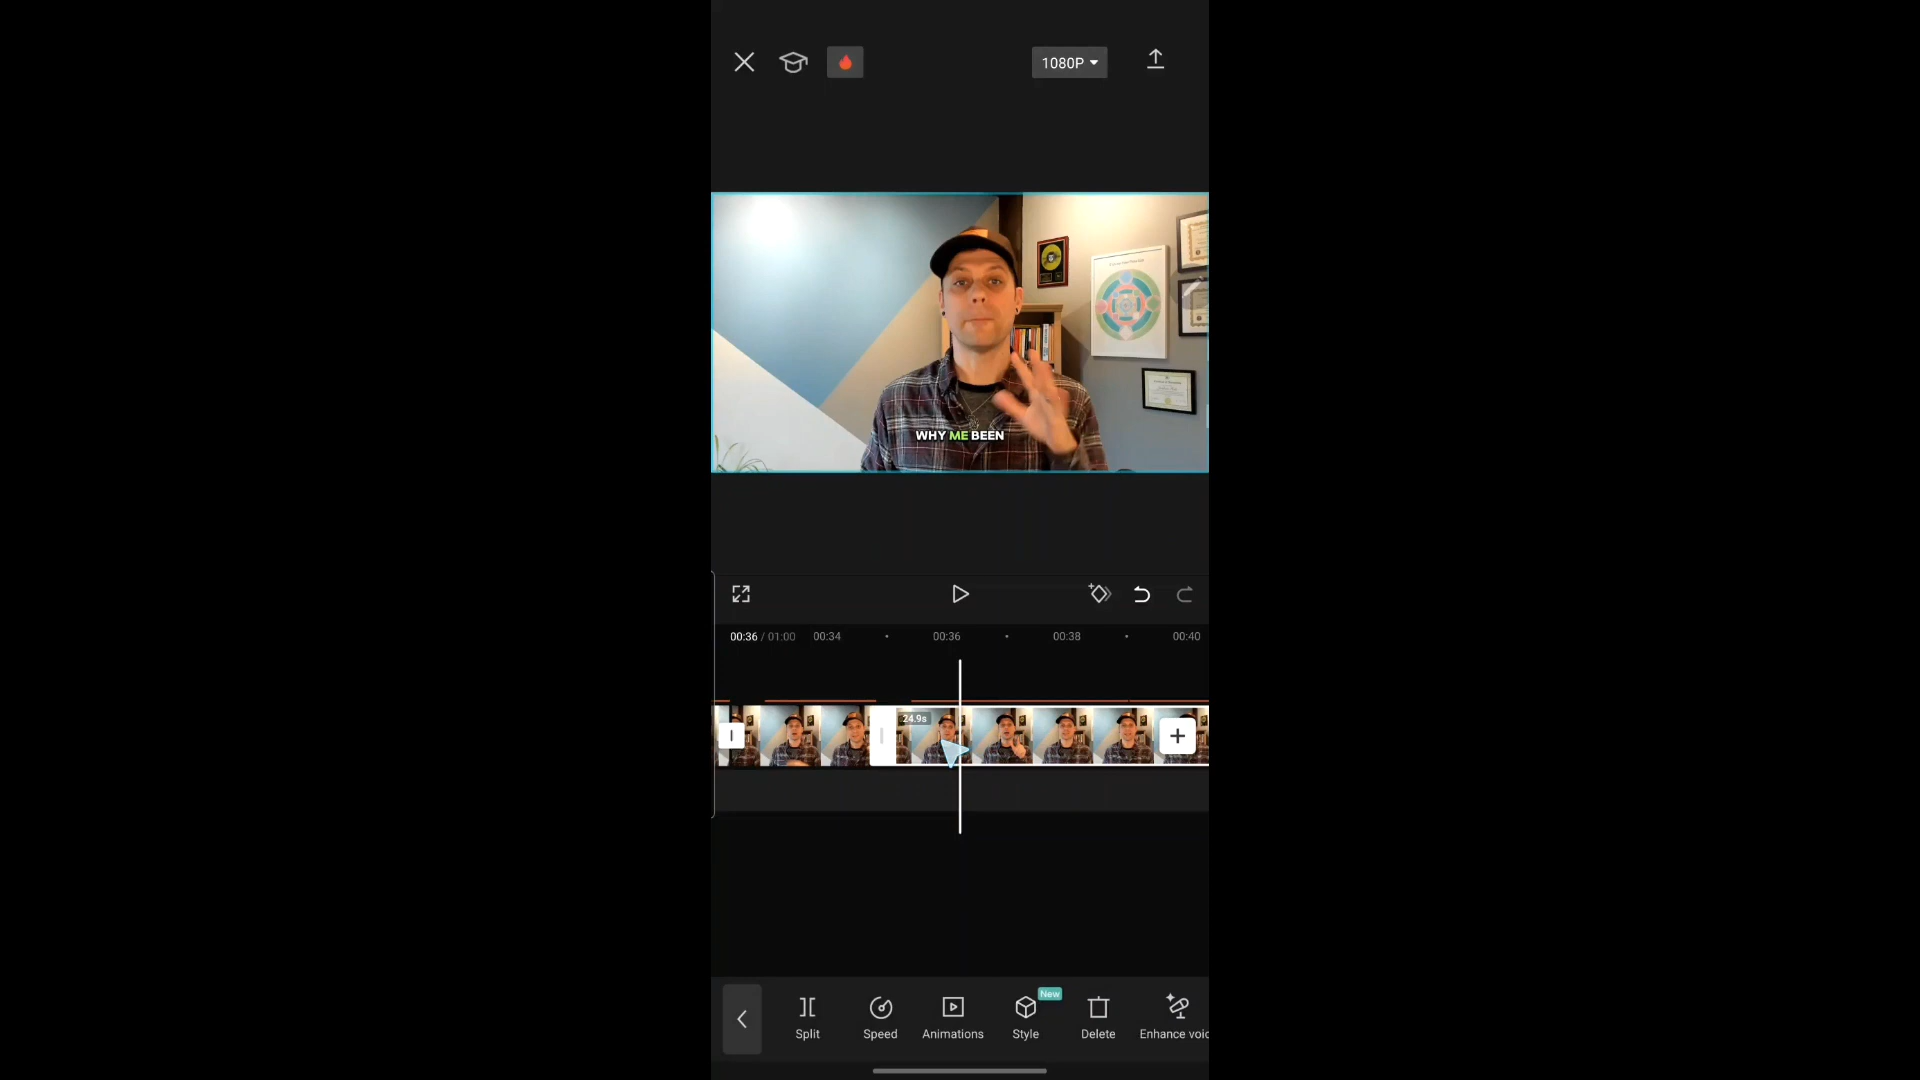 1080P
WHY ME BEEN
00:36 / 01:00 00:34 00:36 00:38 00:40
24.9s
New
Split Speed Animations Style Delete Enhance voic